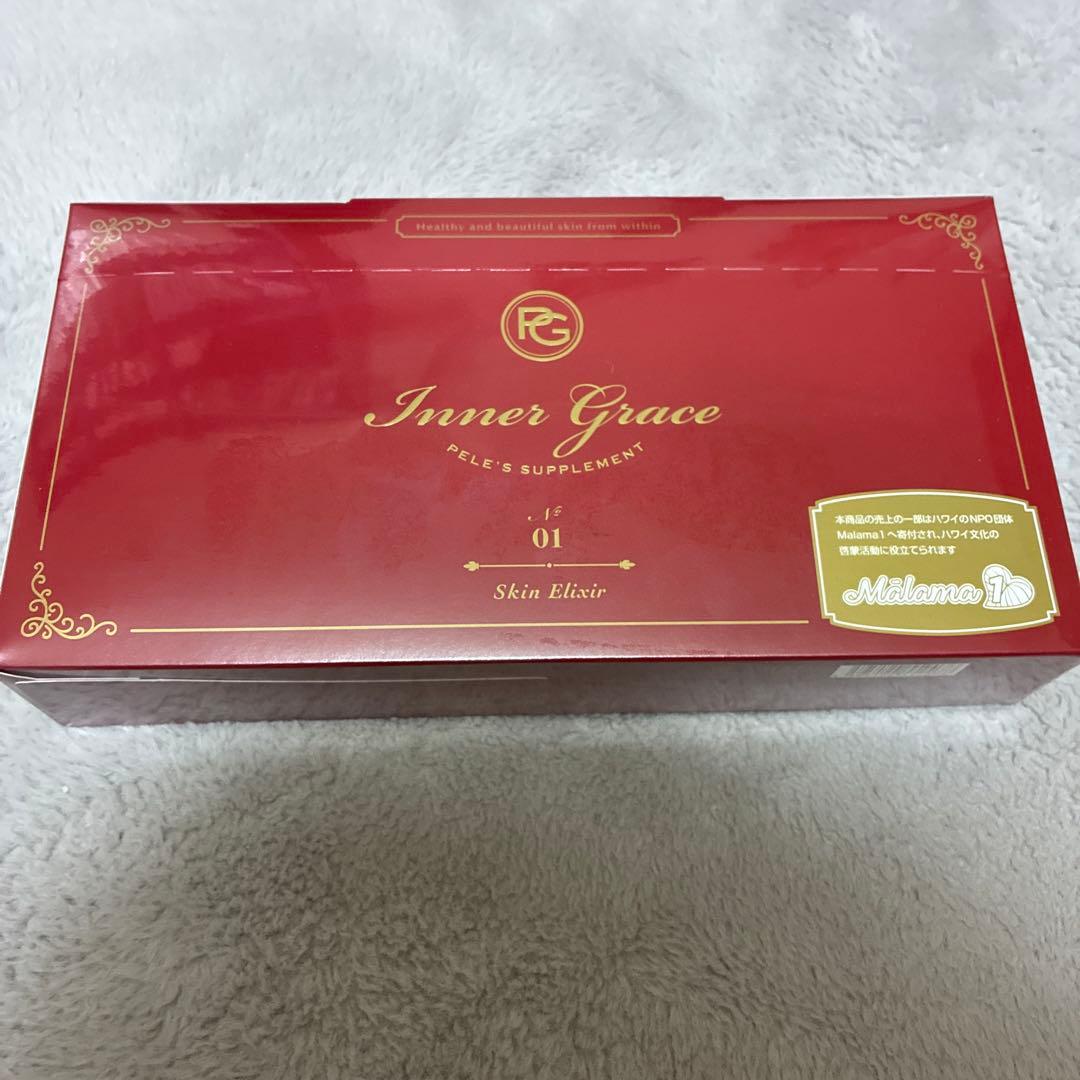 Healthy and beautiful skin from within
PG
Inner Grace
PELE'S SUPPLEMENT
№
01
Skin Elixir
本商品の売上の一部はハワイのNPO団体
Malama1へ寄付され、ハワイ文化の
啓蒙活動に役立てられます
Mālama 1